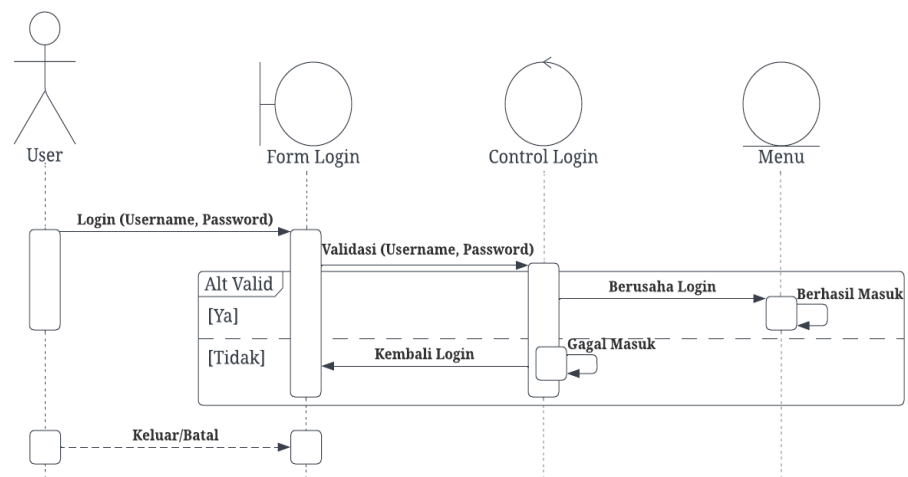 User
Form Login
Control Login
Menu
Login (Username, Password)
Validasi (Username, Password)
Alt Valid
Berusaha Login
Berhasil Masuk
[Ya]
Gagal Masuk
[Tidak]
Kembali Login
Keluar/Batal